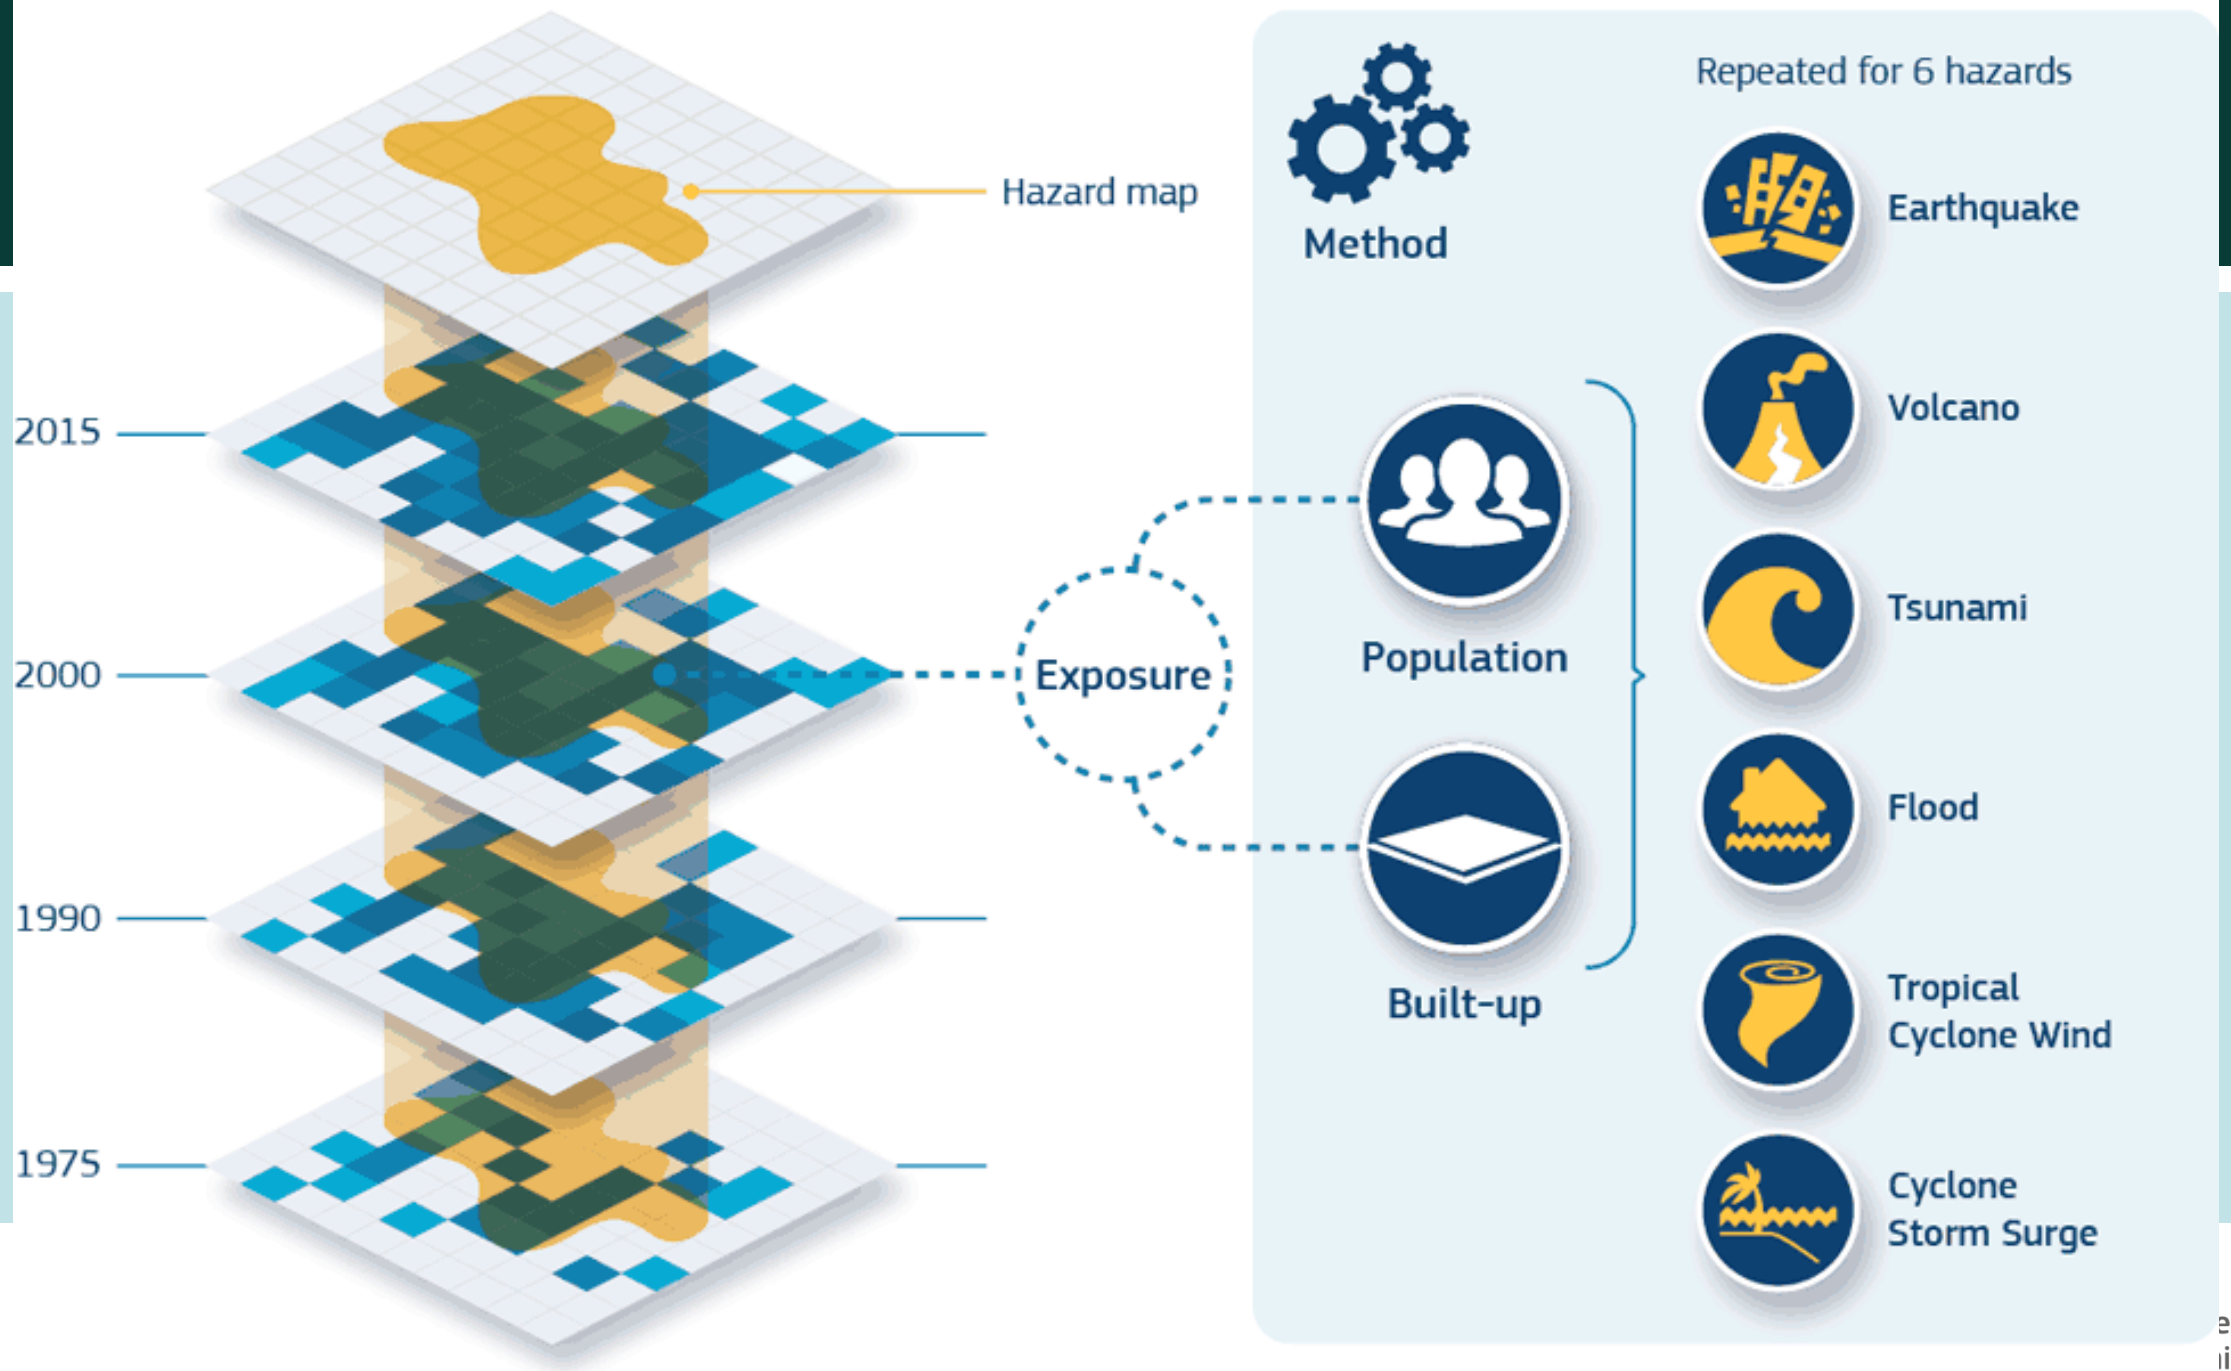 Repeated for 6 hazards
Hazard map
Method
Earthquake
Volcano
2015
Population
Tsunami
2000
Exposure
Flood
1990
Built-up
Tropical
Cyclone Wind
1975
Cyclone
Storm Surge